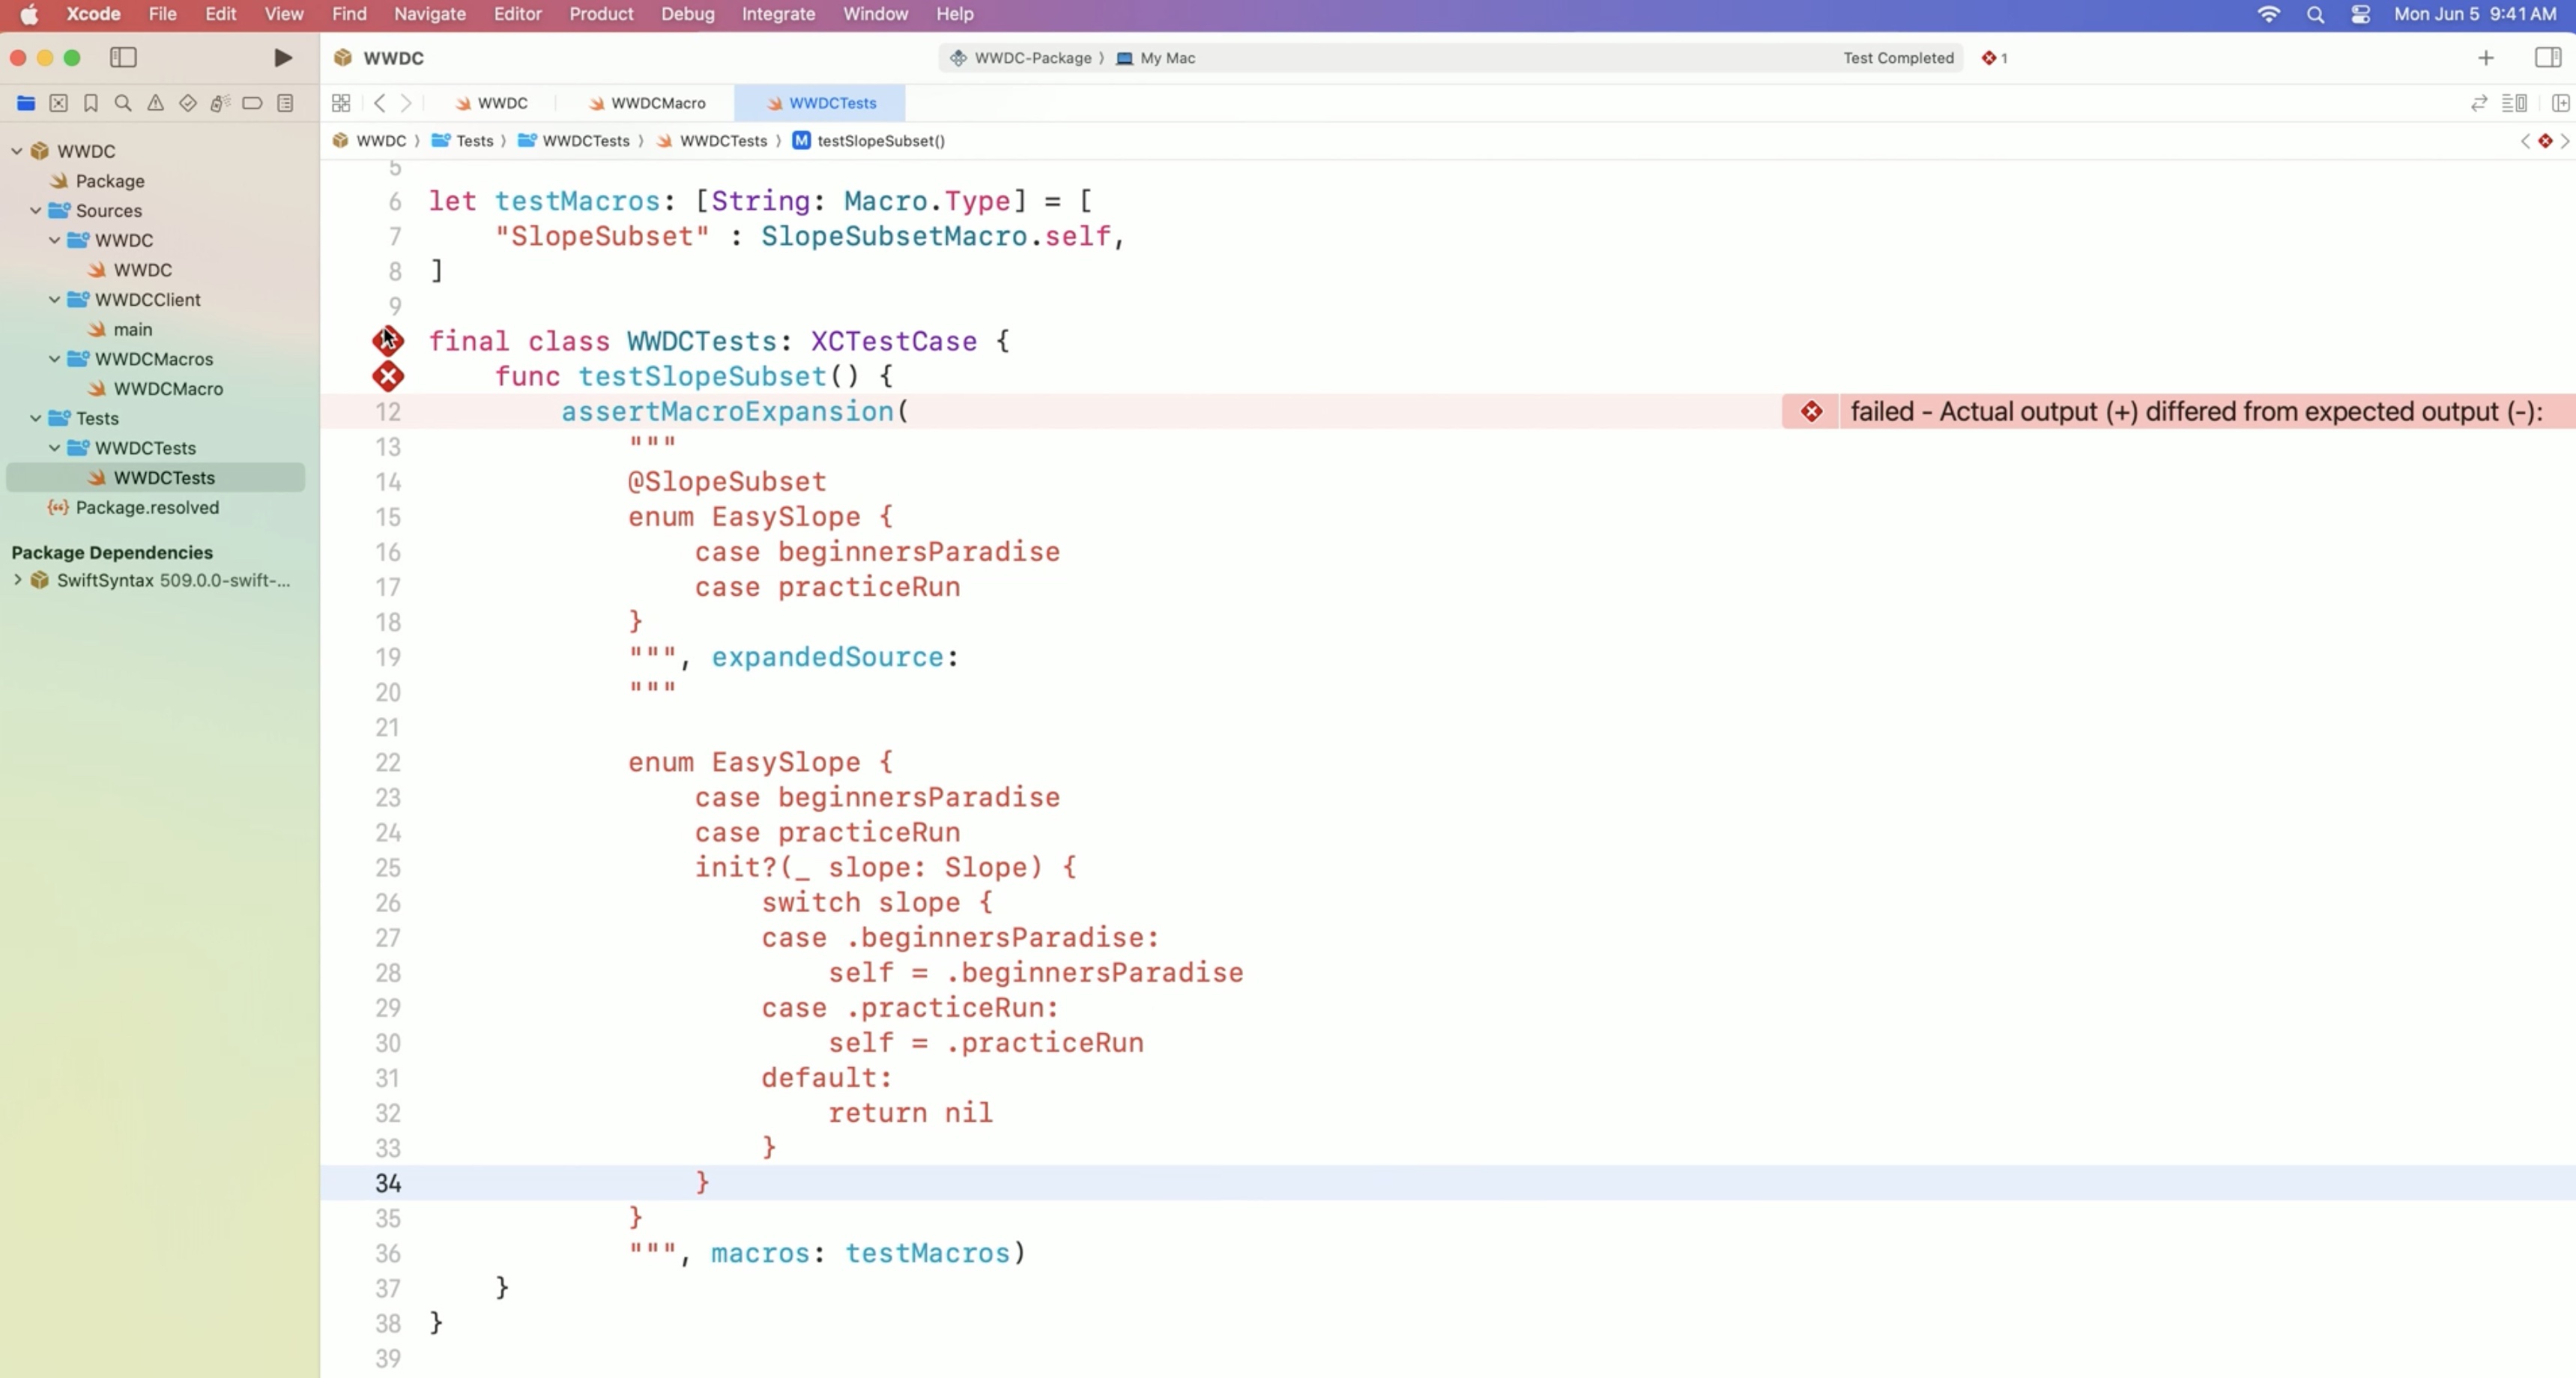 Xcode File Edit View Find Navigate Editor Product Debug Integrate Window Help Mon Jun 5 9:41 AM
WWDC WWDC-Package 〉 My Mac Test Completed 1
WWDC WWDCMacro WWDCTests
WWDC 〉 Tests 〉 WWDCTests 〉 WWDCTests 〉 M testSlopeSubset()
WWDC
Package
Sources
WWDC
WWDC
WWDCClient
main
WWDCMacros
WWDCMacro
Tests
WWDCTests
WWDCTests
Package.resolved
Package Dependencies
SwiftSyntax 509.0.0-swift-...
5
6 let testMacros: [String: Macro.Type] = [
7     "SlopeSubset" : SlopeSubsetMacro.self,
8 ]
9
final class WWDCTests: XCTestCase {
    func testSlopeSubset() {
12         assertMacroExpansion( failed - Actual output (+) differed from expected output (-):
13             """
14             @SlopeSubset
15             enum EasySlope {
16                 case beginnersParadise
17                 case practiceRun
18             }
19             """, expandedSource:
20             """
21
22             enum EasySlope {
23                 case beginnersParadise
24                 case practiceRun
25                 init?(_ slope: Slope) {
26                     switch slope {
27                     case .beginnersParadise:
28                         self = .beginnersParadise
29                     case .practiceRun:
30                         self = .practiceRun
31                     default:
32                         return nil
33                     }
34                 }
35             }
36             """, macros: testMacros)
37     }
38 }
39